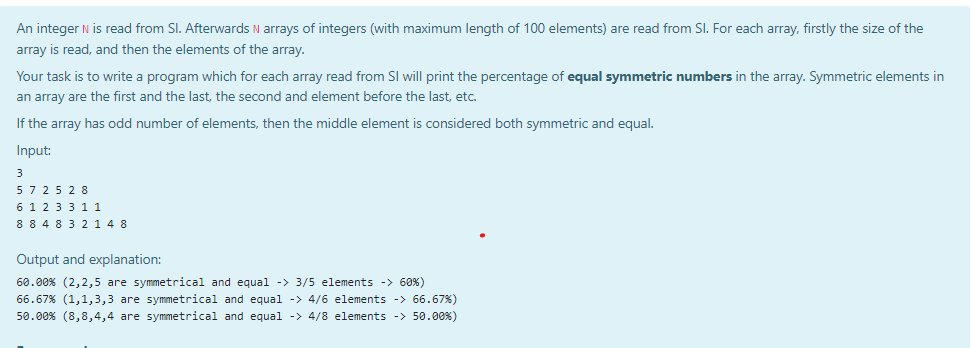 An integer N is read from SI. Afterwards N arrays of integers (with maximum length of 100 elements) are read from SI. For each array, firstly the size of the
array is read, and then the elements of the array.
Your task is to write a program which for each array read from SI will print the percentage of equal symmetric numbers in the array. Symmetric elements in
an array are the first and the last, the second and element before the last, etc.
If the array has odd number of elements, then the middle element is considered both symmetric and equal.
Input:
3
5 7 2 5 2 8
6 1 2 3 3 1 1
8 8 4 8 3 2 1 4 8
Output and explanation:
60.00% (2,2,5 are symmetrical and equal -> 3/5 elements -> 60%)
66.67% (1,1,3,3 are symmetrical and equal -> 4/6 elements -> 66.67%)
50.00% (8,8,4,4 are symmetrical and equal -> 4/8 elements -> 50.00%)